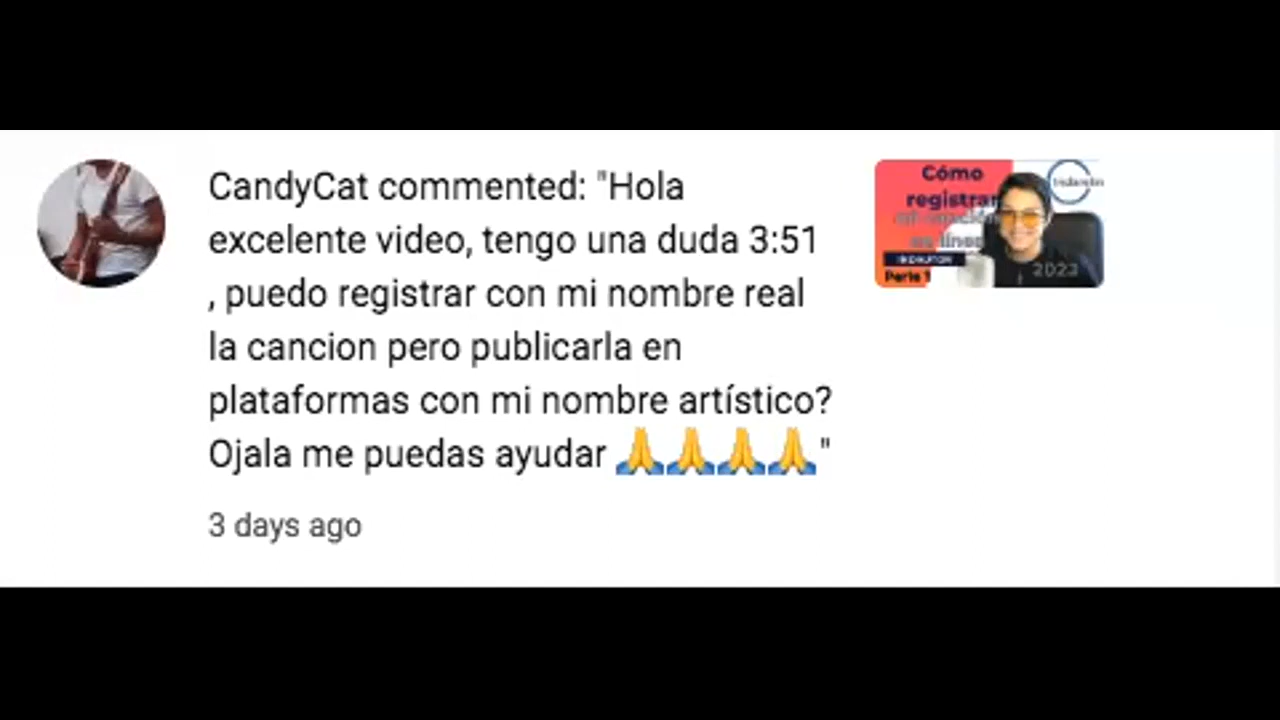 CandyCat commented: "Hola
excelente video, tengo una duda 3:51
, puedo registrar con mi nombre real
la cancion pero publicarla en
plataformas con mi nombre artístico?
Ojala me puedas ayudar 🙏🙏🙏🙏"
3 days ago
Cómo
registrar
en línea
INDAUTOR
Parte 1
2023